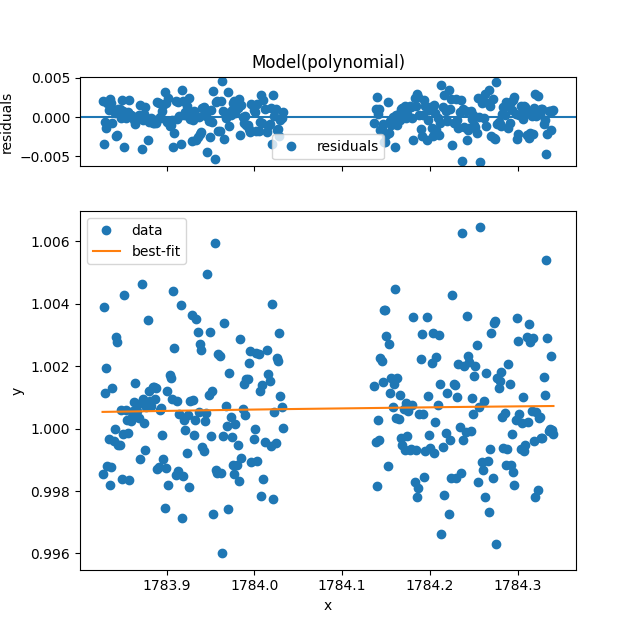 Model(polynomial)
0.005
0.000
−0.005
residuals
residuals
1.006
1.004
1.002
1.000
0.998
0.996
y
data
best-fit
1783.9 1784.0 1784.1 1784.2 1784.3
x